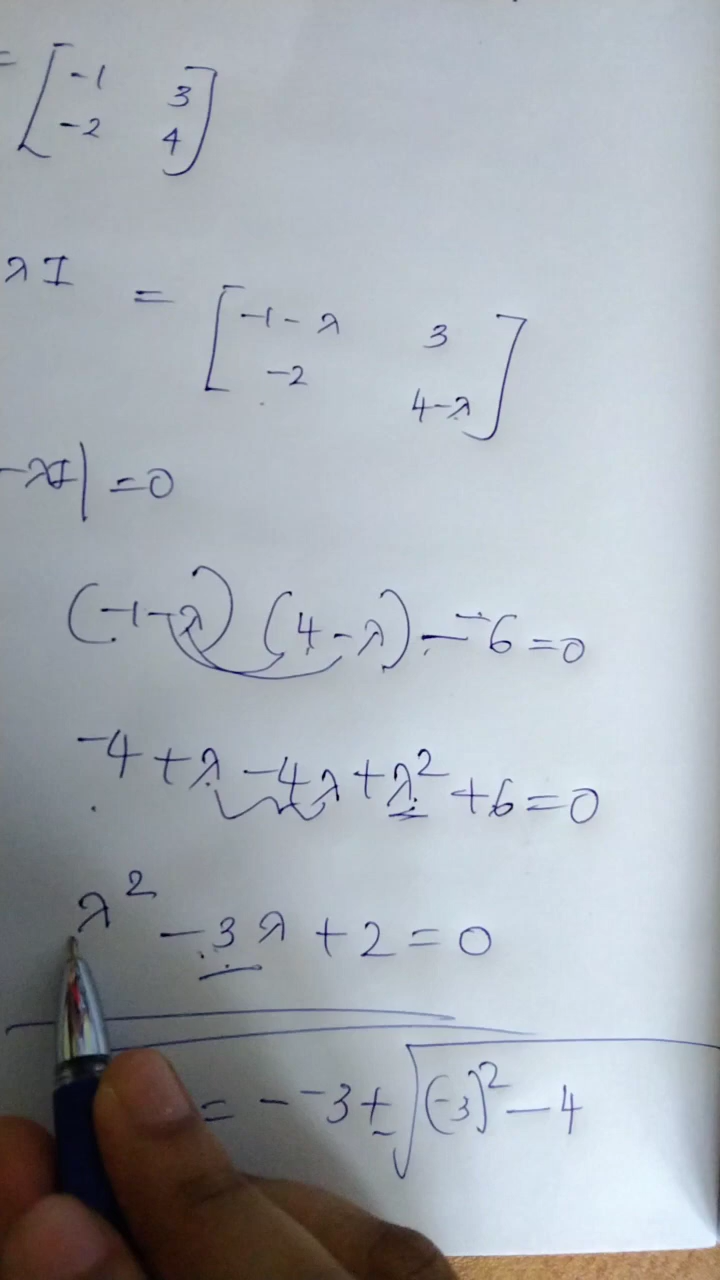 = [ -1 3
-2 4 ]
λI = [ -1-λ 3
-2 4-λ ]
-λI| = 0
(-1-λ) (4-λ) - -6 = 0
-4 + λ - 4λ + λ² + 6 = 0
λ² - 3λ + 2 = 0
= - -3 ± √(-3)² - 4